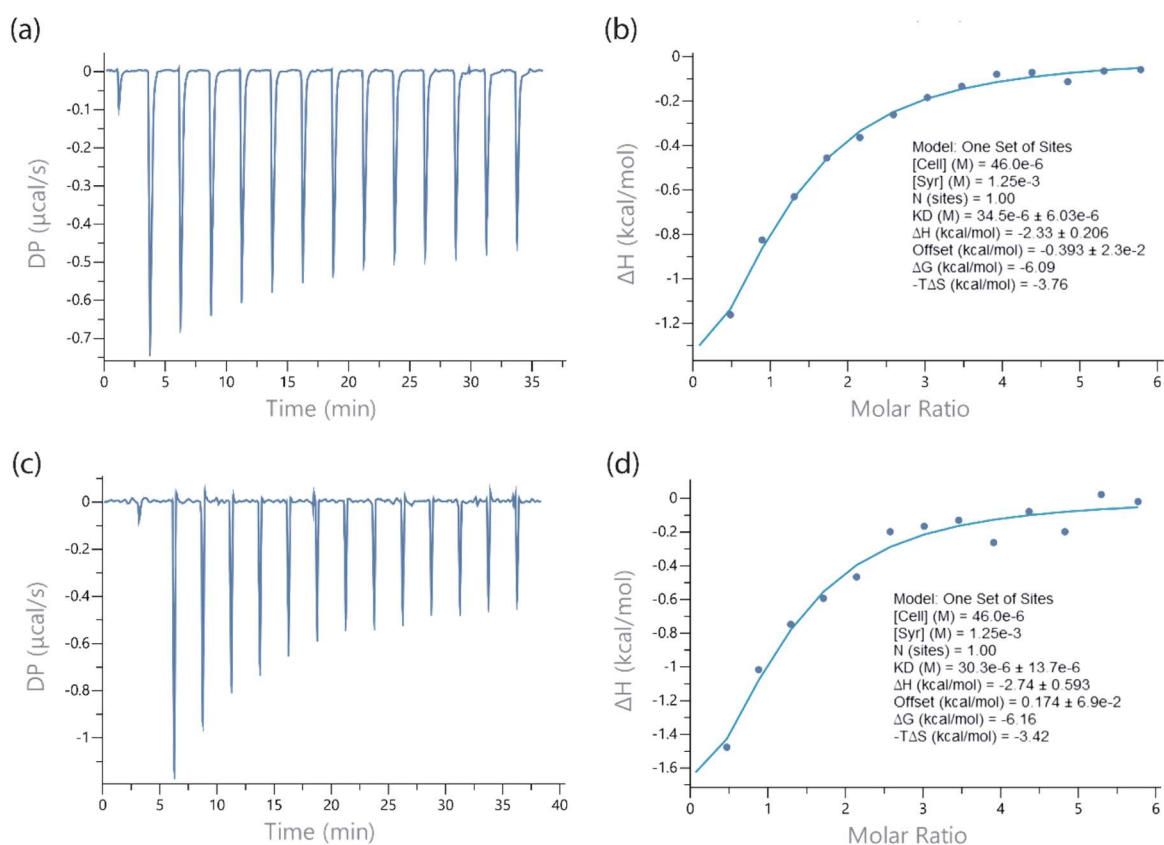 (a)
0
-0.1
-0.2
-0.3
-0.4
-0.5
-0.6
-0.7
DP (µcal/s)
0 5 10 15 20 25 30 35
Time (min)
(b)
0
-0.2
-0.4
-0.6
-0.8
-1
-1.2
ΔH (kcal/mol)
Model: One Set of Sites
[Cell] (M) = 46.0e-6
[Syr] (M) = 1.25e-3
N (sites) = 1.00
KD (M) = 34.5e-6 ± 6.03e-6
ΔH (kcal/mol) = -2.33 ± 0.206
Offset (kcal/mol) = -0.393 ± 2.3e-2
ΔG (kcal/mol) = -6.09
-TΔS (kcal/mol) = -3.76
0 1 2 3 4 5 6
Molar Ratio
(c)
0
-0.2
-0.4
-0.6
-0.8
-1
DP (µcal/s)
0 5 10 15 20 25 30 35 40
Time (min)
(d)
0
-0.2
-0.4
-0.6
-0.8
-1
-1.2
-1.4
-1.6
ΔH (kcal/mol)
Model: One Set of Sites
[Cell] (M) = 46.0e-6
[Syr] (M) = 1.25e-3
N (sites) = 1.00
KD (M) = 30.3e-6 ± 13.7e-6
ΔH (kcal/mol) = -2.74 ± 0.593
Offset (kcal/mol) = 0.174 ± 6.9e-2
ΔG (kcal/mol) = -6.16
-TΔS (kcal/mol) = -3.42
0 1 2 3 4 5 6
Molar Ratio